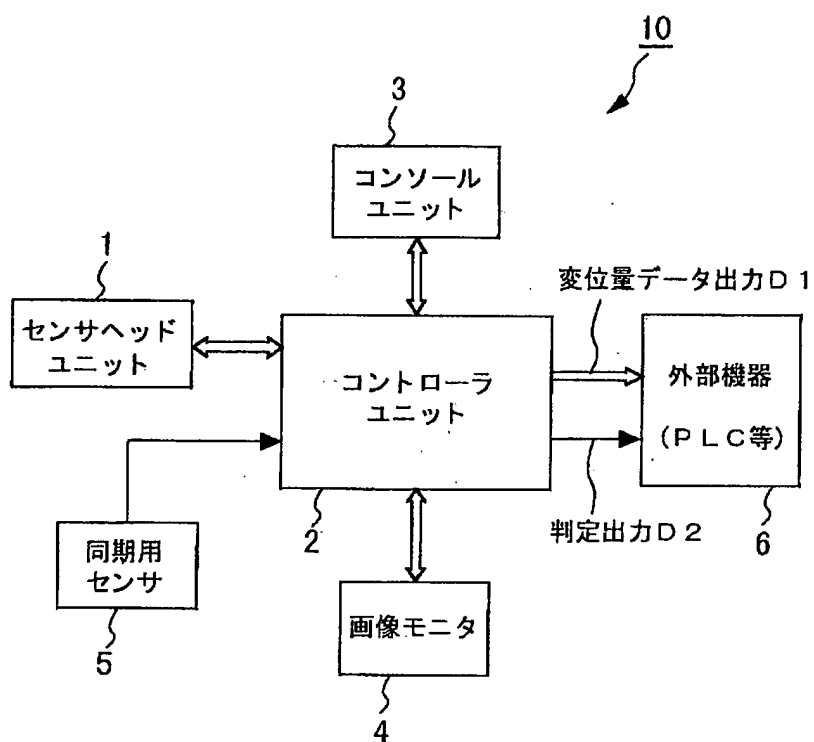 10
3
コンソール
ユニット
1
センサヘッド
ユニット
変位量データ出力D1
コントローラ
ユニット
外部機器
(PLC等)
2
判定出力D2
6
同期用
センサ
5
画像モニタ
4